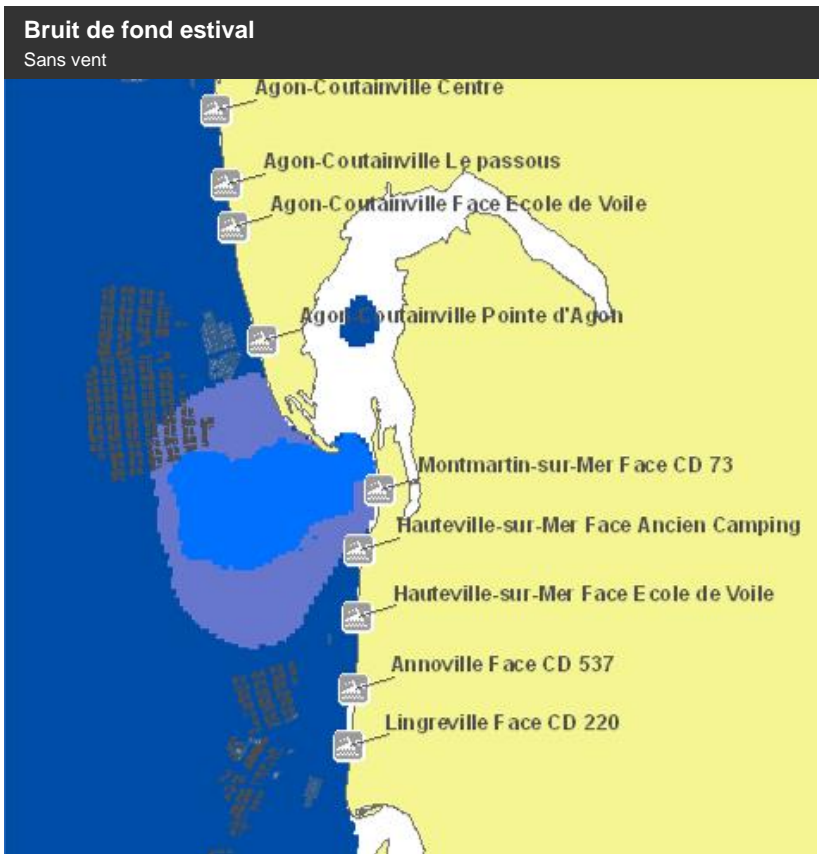 Bruit de fond estival
Sans vent
Agon-Coutainville Centre
Agon-Coutainville Le passous
Agon-Coutainville Face Ecole de Voile
Agon-Coutainville Pointe d'Agon
Montmartin-sur-Mer Face CD 73
Hauteville-sur-Mer Face Ancien Camping
Hauteville-sur-Mer Face Ecole de Voile
Annoville Face CD 537
Lingreville Face CD 220